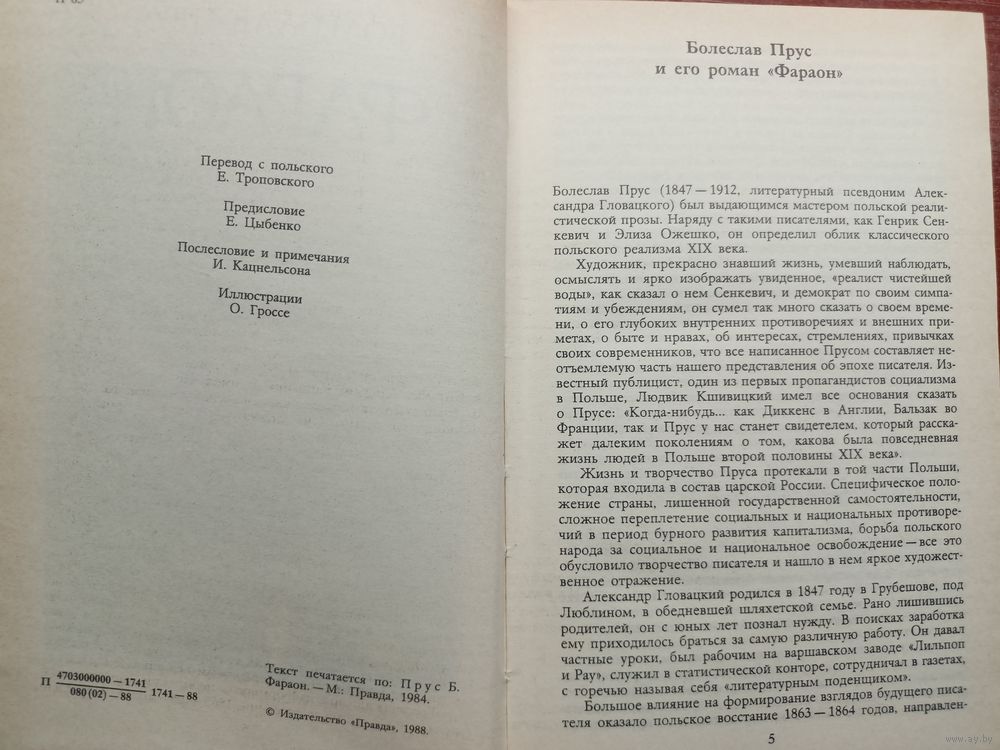 Перевод с польского
Е. Троповского
Предисловие
Е. Цыбенко
Послесловие и примечания
И. Кацнельсона
Иллюстрации
О. Гроссе
П 4703000000—1741
080(02)—88 1741—88
Текст печатается по: Прус Б.
Фараон.—М.: Правда, 1984.
© Издательство «Правда», 1988.
Болеслав Прус
и его роман «Фараон»
Болеслав Прус (1847—1912, литературный псевдоним Алек-
сандра Гловацкого) был выдающимся мастером польской реали-
стической прозы. Наряду с такими писателями, как Генрик Сен-
кевич и Элиза Ожешко, он определил облик классического
польского реализма XIX века.
Художник, прекрасно знавший жизнь, умевший наблюдать,
осмыслять и ярко изображать увиденное, «реалист чистейшей
воды», как сказал о нем Сенкевич, и демократ по своим симпа-
тиям и убеждениям, он сумел так много сказать о своем време-
ни, о его глубоких внутренних противоречиях и внешних при-
метах, о быте и нравах, об интересах, стремлениях, привычках
своих современников, что все написанное Прусом составляет не-
отъемлемую часть нашего представления об эпохе писателя. Из-
вестный публицист, один из первых пропагандистов социализма
в Польше, Людвик Кшивицкий имел все основания сказать
о Прусе: «Когда-нибудь... как Диккенс в Англии, Бальзак во
Франции, так и Прус у нас станет свидетелем, который расска-
жет далеким поколениям о том, какова была повседневная
жизнь людей в Польше второй половины XIX века».
Жизнь и творчество Пруса протекали в той части Польши,
которая входила в состав царской России. Специфическое поло-
жение страны, лишенной государственной самостоятельности,
сложное переплетение социальных и национальных противоре-
чий в период бурного развития капитализма, борьба польского
народа за социальное и национальное освобождение—все это
обусловило творчество писателя и нашло в нем яркое художест-
венное отражение.
Александр Гловацкий родился в 1847 году в Грубешове, под
Люблином, в обедневшей шляхетской семье. Рано лишившись
родителей, он с юных лет познал нужду. В поисках заработка
ему приходилось браться за самую различную работу. Он давал
частные уроки, был рабочим на варшавском заводе «Лильпоп
и Рау», служил в статистической конторе, сотрудничал в газетах,
с горечью называя себя «литературным поденщиком».
Большое влияние на формирование взглядов будущего писа-
теля оказало польское восстание 1863—1864 годов, направлен-
5
www.ay.by